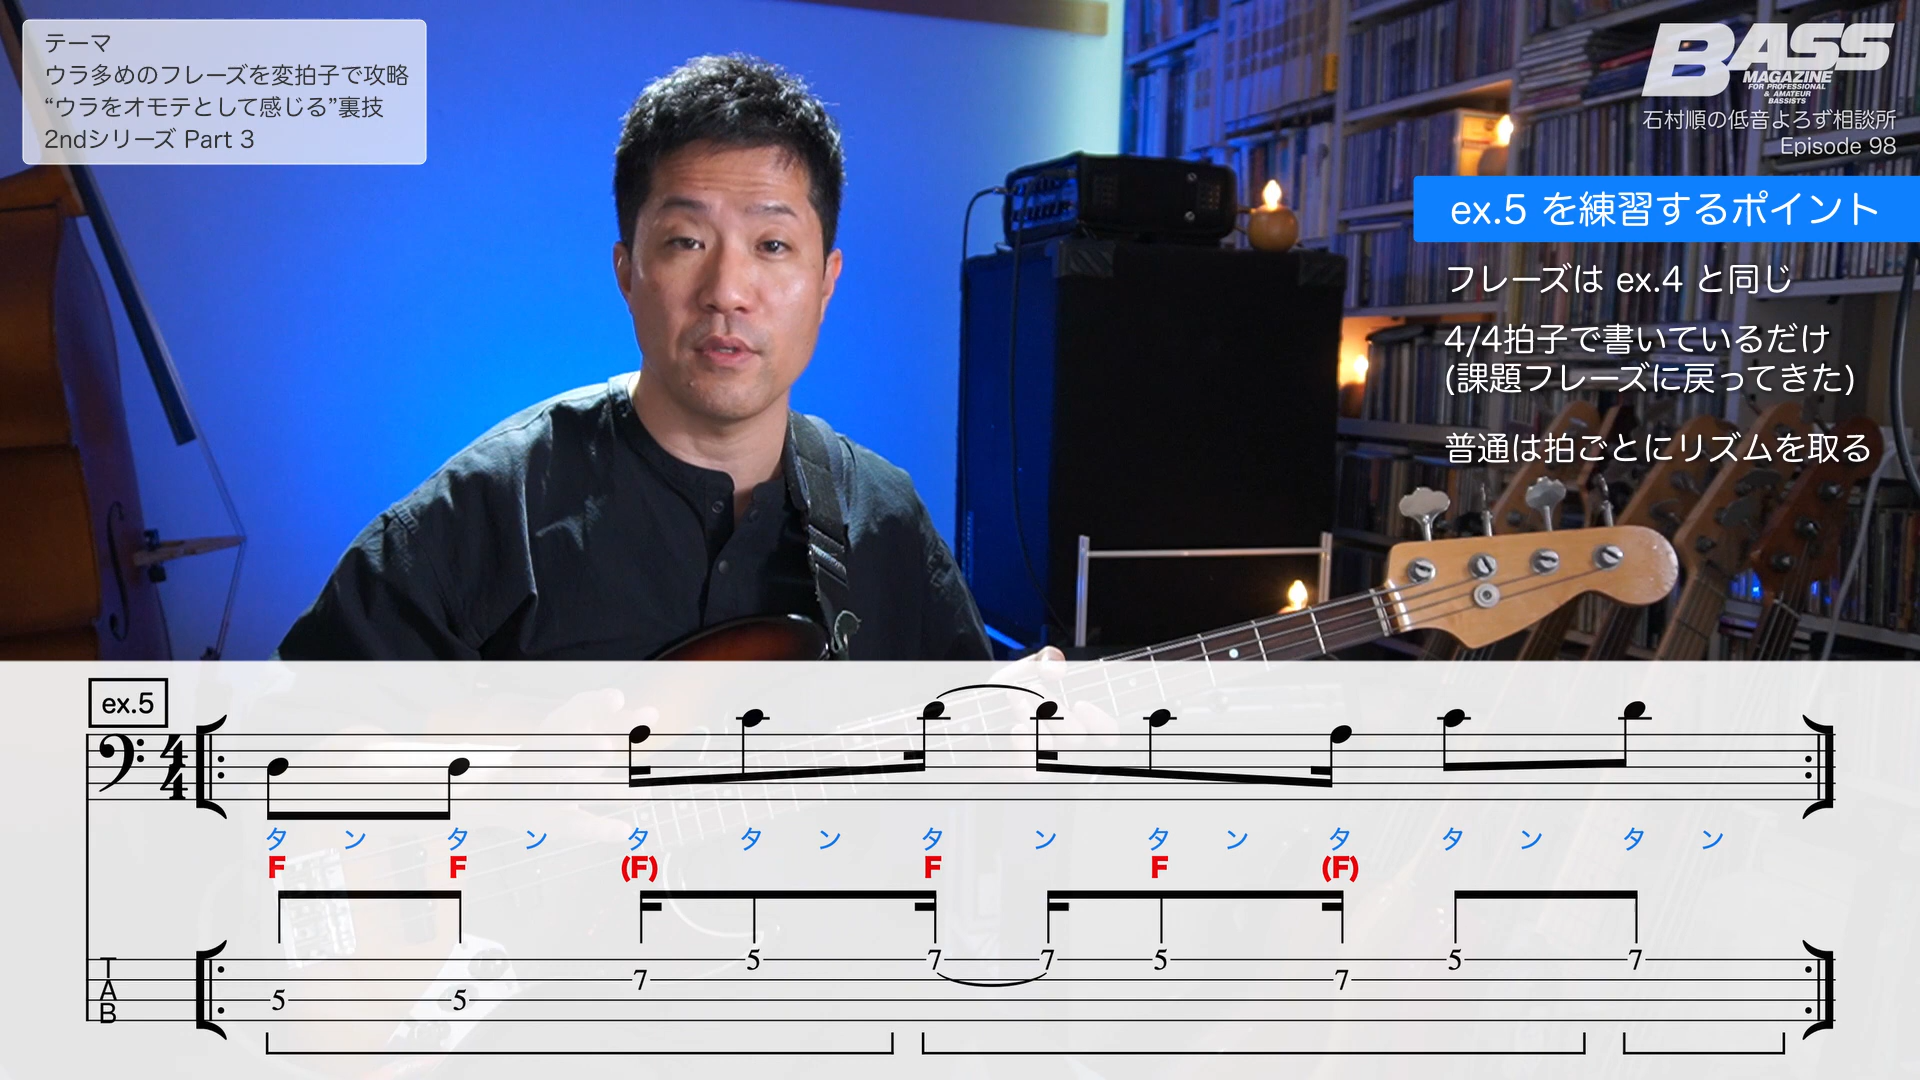 テーマ
ウラ多めのフレーズを変拍子で攻略
“ウラをオモテとして感じる”裏技
2ndシリーズ Part 3
BASS
MAGAZINE
FOR PROFESSIONAL
& AMATEUR
BASSISTS
石村順の低音よろず相談所
Episode 98
ex.5 を練習するポイント
フレーズは ex.4 と同じ
4/4拍子で書いているだけ
(課題フレーズに戻ってきた)
普通は拍ごとにリズムを取る
ex.5
4
4
タ ン タ ン タ タ ン タ ン タ ン タ タ ン タ ン
F F (F) F F (F)
T
A
B
5 5 7 5 7 7 5 7 5 7